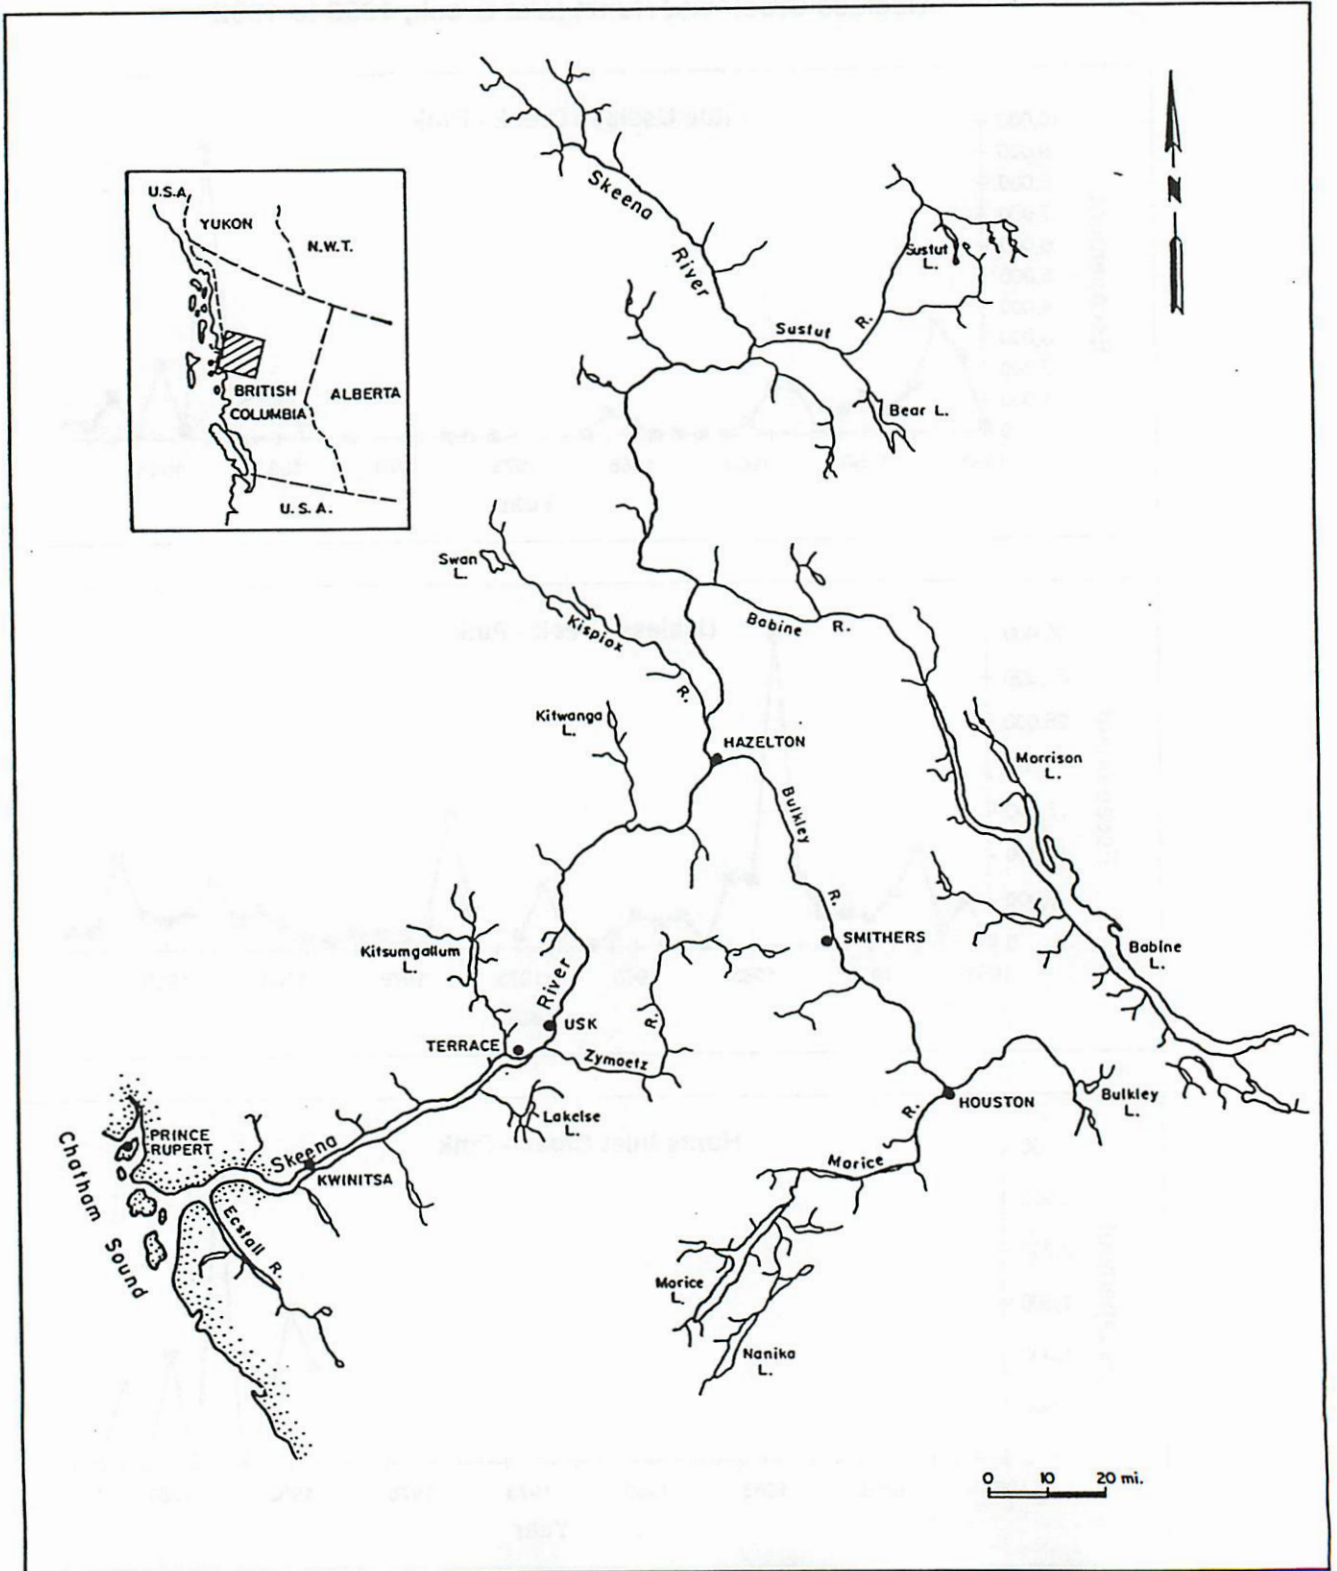 U.S.A.
YUKON
N.W.T.
BRITISH
COLUMBIA
ALBERTA
U.S.A.
N
Skeena
River
Sustut
L.
Sustut
R.
Bear L.
Swan
L.
Kispiox
R.
Babine
R.
Kitwanga
L.
HAZELTON
Morrison
L.
Bulkley
R.
SMITHERS
Babine
L.
Kitsumgallum
L.
River
USK
TERRACE
R.
Zymoetz
Lakelse
L.
HOUSTON
Bulkley
L.
R.
Morice
PRINCE
RUPERT
Skeena
KWINITSA
Chatham
Sound
Ecstall R.
Morice
L.
Nanika
L.
0 10 20 mi.